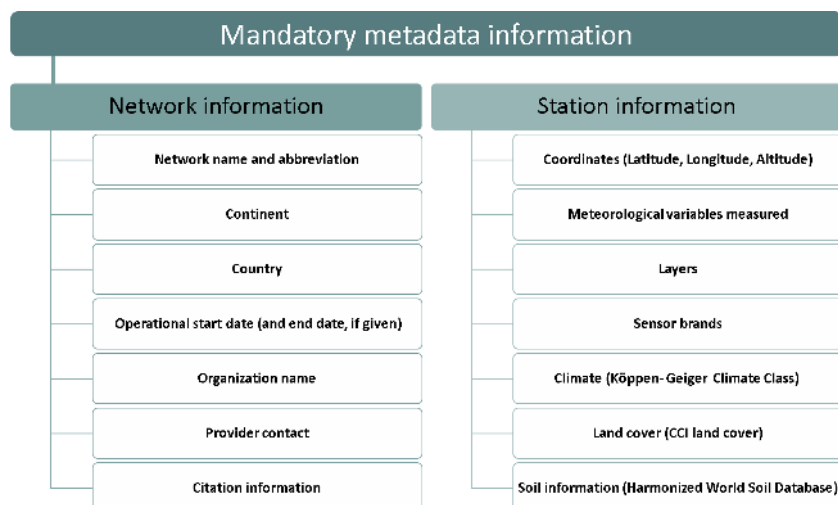 Mandatory metadata information
Network information
Network name and abbreviation
Continent
Country
Operational start date (and end date, if given)
Organization name
Provider contact
Citation information
Station information
Coordinates (Latitude, Longitude, Altitude)
Meteorological variables measured
Layers
Sensor brands
Climate (Köppen- Geiger Climate Class)
Land cover (CCI land cover)
Soil information (Harmonized World Soil Database)